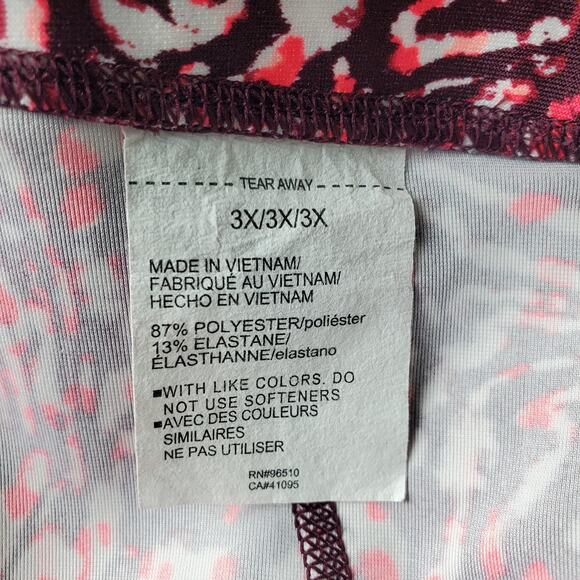 TEAR AWAY
3X/3X/3X
MADE IN VIETNAM/
FABRIQUÉ AU VIETNAM/
HECHO EN VIETNAM
87% POLYESTER/poliéster
13% ELASTANE/
ÉLASTHANNE/elastano
■WITH LIKE COLORS. DO
NOT USE SOFTENERS
■AVEC DES COULEURS
SIMILAIRES
NE PAS UTILISER
RN#96510
CA#41095